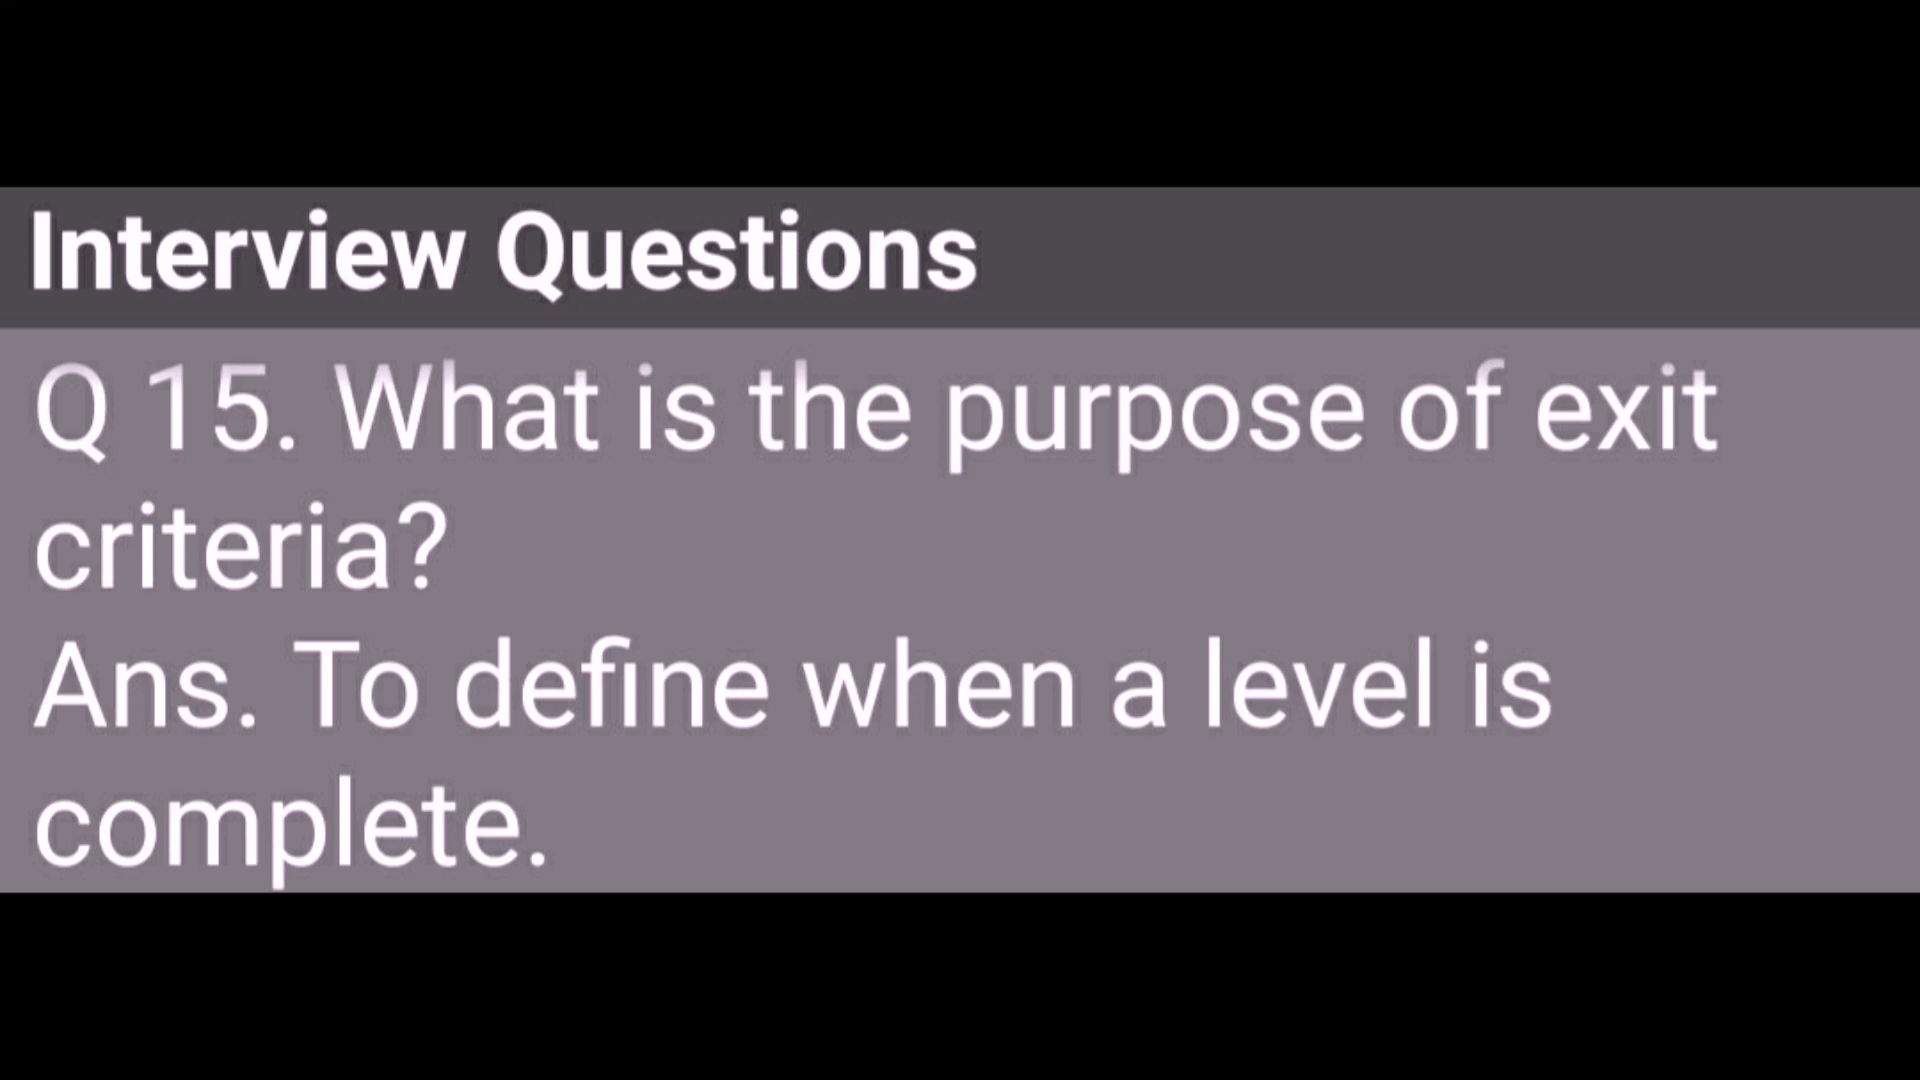 Interview Questions
Q 15. What is the purpose of exit
criteria?
Ans. To define when a level is
complete.